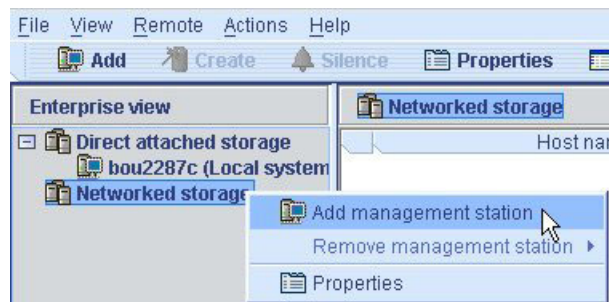 File View Remote Actions Help
Add Create Silence Properties
Enterprise view
Networked storage
Direct attached storage
Host nar
bou2287c (Local system
Networked storage
Add management station
Remove management station
Properties